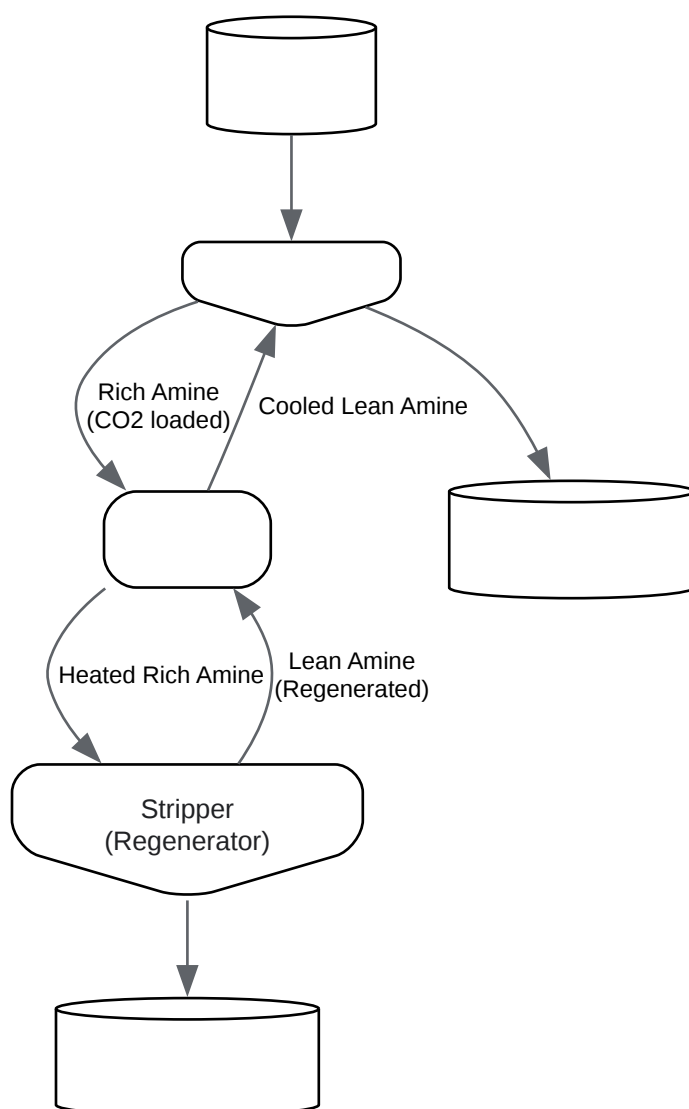 Rich Amine
(CO2 loaded)
Cooled Lean Amine
Heated Rich Amine
Lean Amine
(Regenerated)
Stripper
(Regenerator)